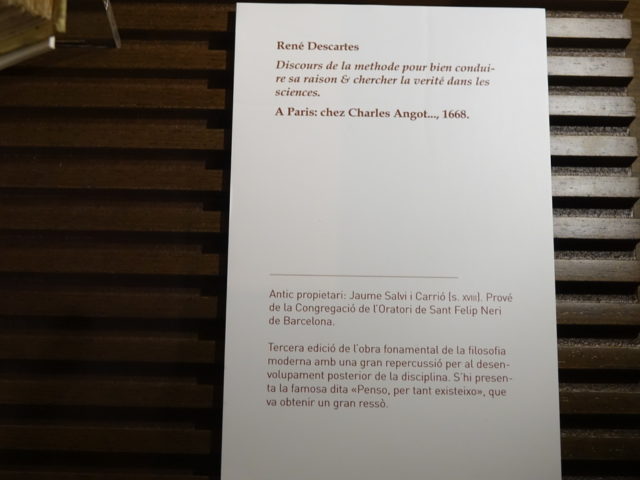 René Descartes
Discours de la methode pour bien condui-
re sa raison & chercher la verité dans les
sciences.
A Paris: chez Charles Angot..., 1668.
Antic propietari: Jaume Salvi i Carrió (s. XVIII). Prové
de la Congregació de l'Oratori de Sant Felip Neri
de Barcelona.
Tercera edició de l'obra fonamental de la filosofia
moderna amb una gran repercussió per al desen-
volupament posterior de la disciplina. S'hi presen-
ta la famosa dita «Penso, per tant existeixo», que
va obtenir un gran ressò.